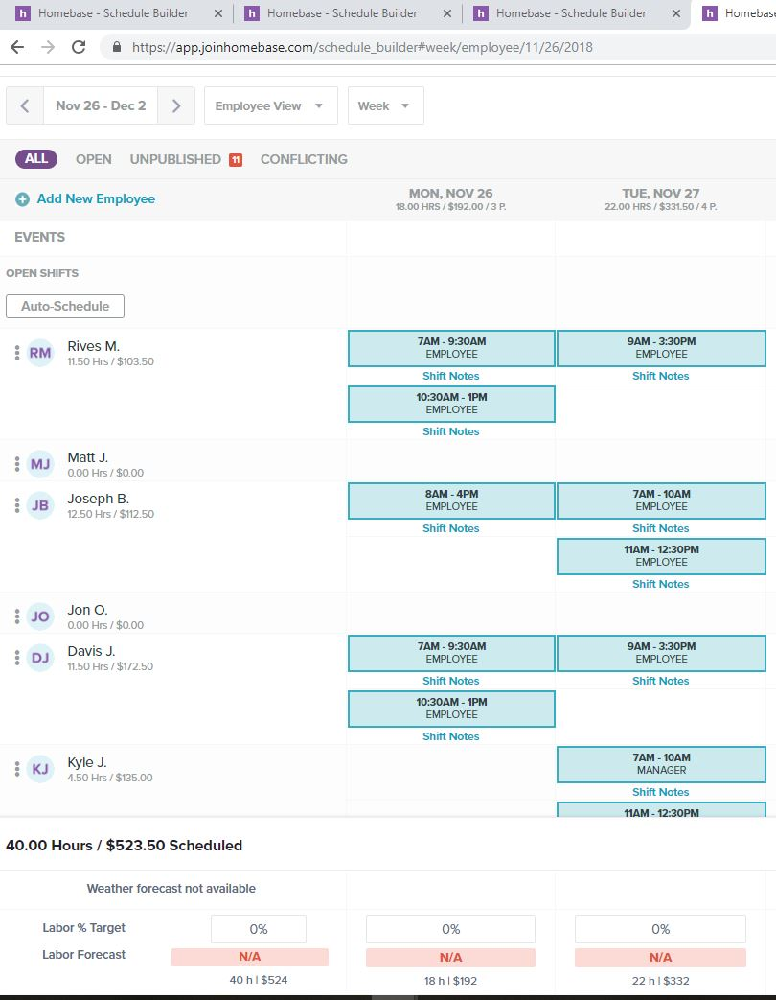 Homebase - Schedule Builder
Homebase - Schedule Builder
Homebase - Schedule Builder
Homebase
https://app.joinhomebase.com/schedule_builder#week/employee/11/26/2018
Nov 26 - Dec 2
Employee View
Week
ALL OPEN UNPUBLISHED 11 CONFLICTING
Add New Employee
MON, NOV 26
18.00 HRS / $192.00 / 3 P.
TUE, NOV 27
22.00 HRS / $331.50 / 4 P.
EVENTS
OPEN SHIFTS
Auto-Schedule
RM
Rives M.
11.50 Hrs / $103.50
7AM - 9:30AM
EMPLOYEE
Shift Notes
10:30AM - 1PM
EMPLOYEE
Shift Notes
9AM - 3:30PM
EMPLOYEE
Shift Notes
MJ
Matt J.
0.00 Hrs / $0.00
JB
Joseph B.
12.50 Hrs / $112.50
8AM - 4PM
EMPLOYEE
Shift Notes
7AM - 10AM
EMPLOYEE
Shift Notes
11AM - 12:30PM
EMPLOYEE
Shift Notes
JO
Jon O.
0.00 Hrs / $0.00
DJ
Davis J.
11.50 Hrs / $172.50
7AM - 9:30AM
EMPLOYEE
Shift Notes
10:30AM - 1PM
EMPLOYEE
Shift Notes
9AM - 3:30PM
EMPLOYEE
Shift Notes
KJ
Kyle J.
4.50 Hrs / $135.00
7AM - 10AM
MANAGER
Shift Notes
11AM - 12:30PM
40.00 Hours / $523.50 Scheduled
Weather forecast not available
Labor % Target 0% 0% 0%
Labor Forecast N/A N/A N/A
40 h | $524 18 h | $192 22 h | $332